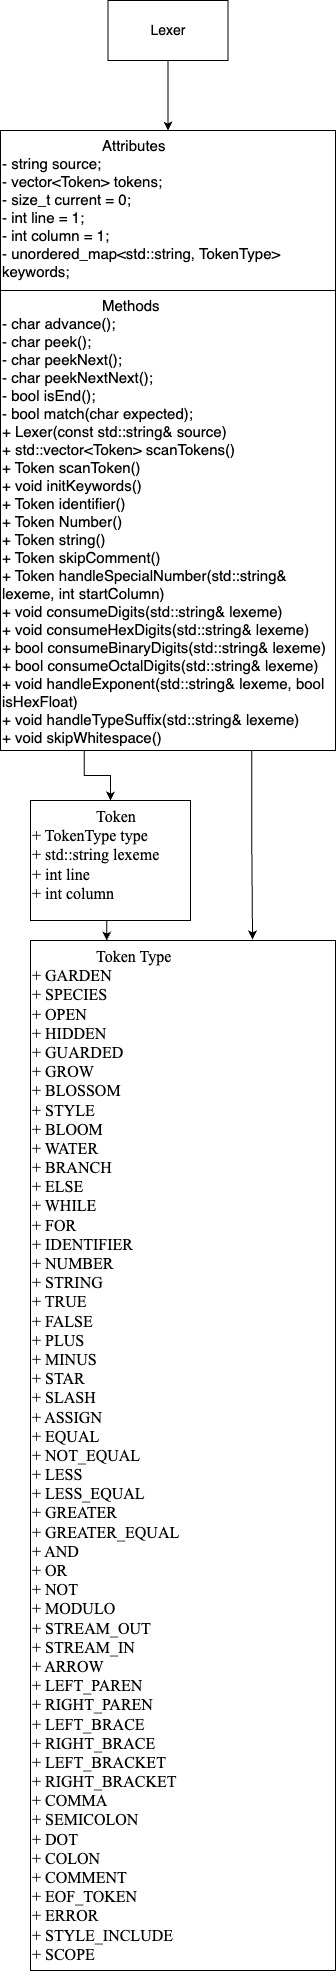 Lexer
Attributes
- string source;
- vector<Token> tokens;
- size_t current = 0;
- int line = 1;
- int column = 1;
- unordered_map<std::string, TokenType>
keywords;
Methods
- char advance();
- char peek();
- char peekNext();
- char peekNextNext();
- bool isEnd();
- bool match(char expected);
+ Lexer(const std::string& source)
+ std::vector<Token> scanTokens()
+ Token scanToken()
+ void initKeywords()
+ Token identifier()
+ Token Number()
+ Token string()
+ Token skipComment()
+ Token handleSpecialNumber(std::string&
lexeme, int startColumn)
+ void consumeDigits(std::string& lexeme)
+ void consumeHexDigits(std::string& lexeme)
+ bool consumeBinaryDigits(std::string& lexeme)
+ bool consumeOctalDigits(std::string& lexeme)
+ void handleExponent(std::string& lexeme, bool
isHexFloat)
+ void handleTypeSuffix(std::string& lexeme)
+ void skipWhitespace()
Token
+ TokenType type
+ std::string lexeme
+ int line
+ int column
Token Type
+ GARDEN
+ SPECIES
+ OPEN
+ HIDDEN
+ GUARDED
+ GROW
+ BLOSSOM
+ STYLE
+ BLOOM
+ WATER
+ BRANCH
+ ELSE
+ WHILE
+ FOR
+ IDENTIFIER
+ NUMBER
+ STRING
+ TRUE
+ FALSE
+ PLUS
+ MINUS
+ STAR
+ SLASH
+ ASSIGN
+ EQUAL
+ NOT_EQUAL
+ LESS
+ LESS_EQUAL
+ GREATER
+ GREATER_EQUAL
+ AND
+ OR
+ NOT
+ MODULO
+ STREAM_OUT
+ STREAM_IN
+ ARROW
+ LEFT_PAREN
+ RIGHT_PAREN
+ LEFT_BRACE
+ RIGHT_BRACE
+ LEFT_BRACKET
+ RIGHT_BRACKET
+ COMMA
+ SEMICOLON
+ DOT
+ COLON
+ COMMENT
+ EOF_TOKEN
+ ERROR
+ STYLE_INCLUDE
+ SCOPE